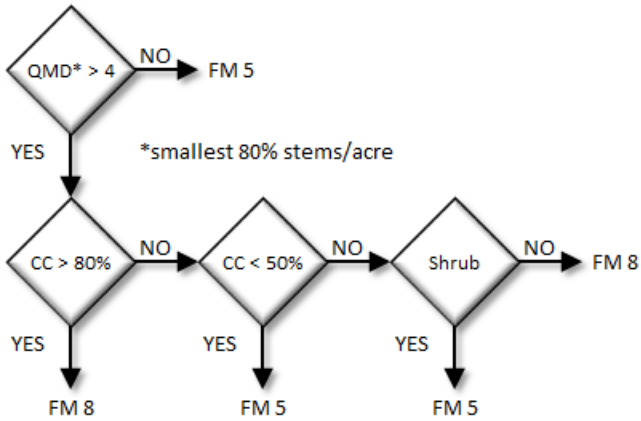 QMD* > 4
NO
FM 5
YES
*smallest 80% stems/acre
CC > 80%
NO
CC < 50%
NO
Shrub
NO
FM 8
YES
YES
YES
FM 8
FM 5
FM 5